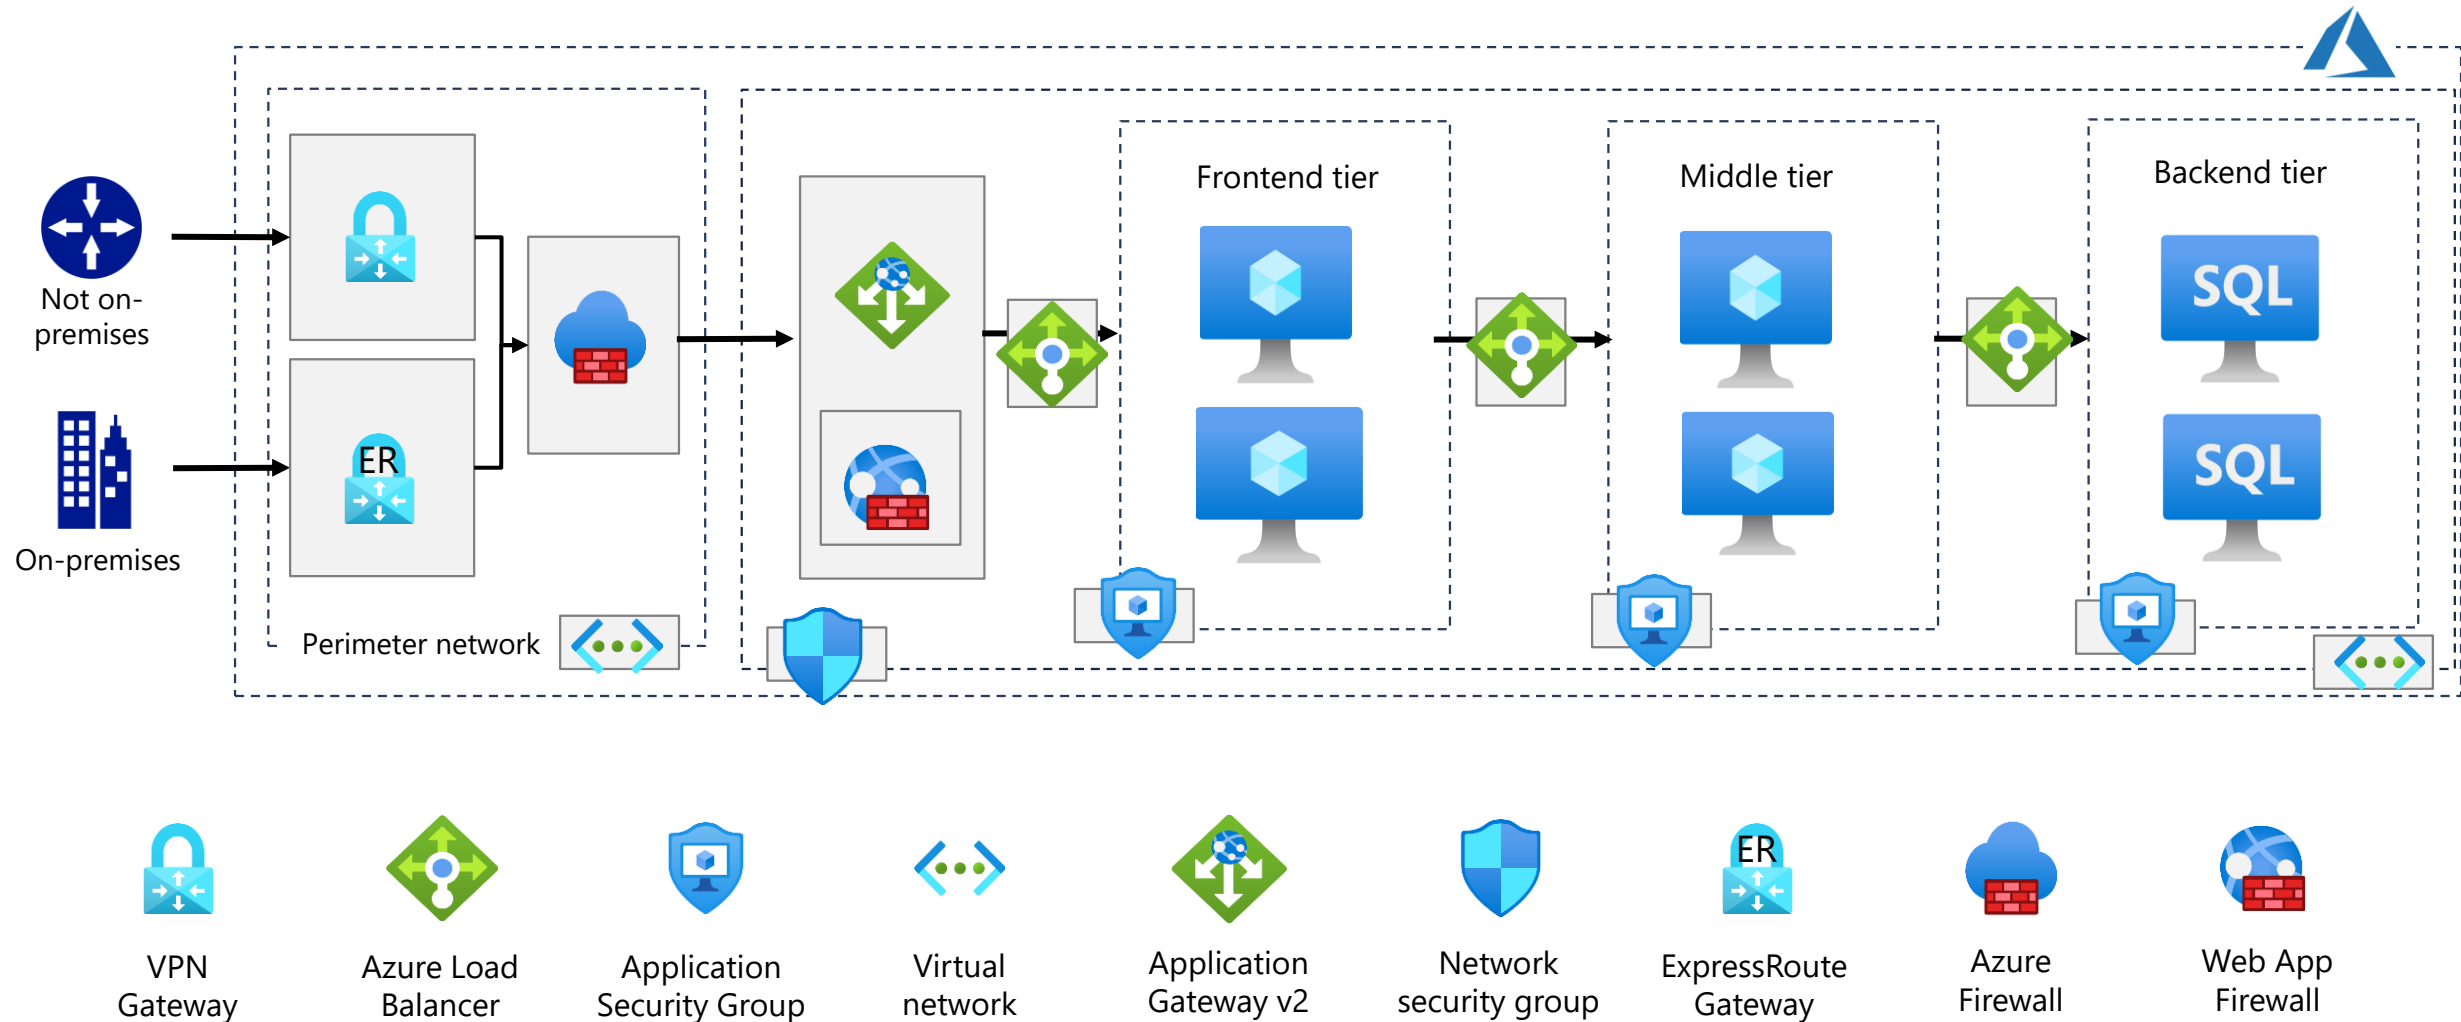 Not on-
premises
On-premises
ER
Perimeter network
Frontend tier
Middle tier
Backend tier
SQL
SQL
ER
VPN
Gateway
Azure Load
Balancer
Application
Security Group
Virtual
network
Application
Gateway v2
Network
security group
ExpressRoute
Gateway
Azure
Firewall
Web App
Firewall